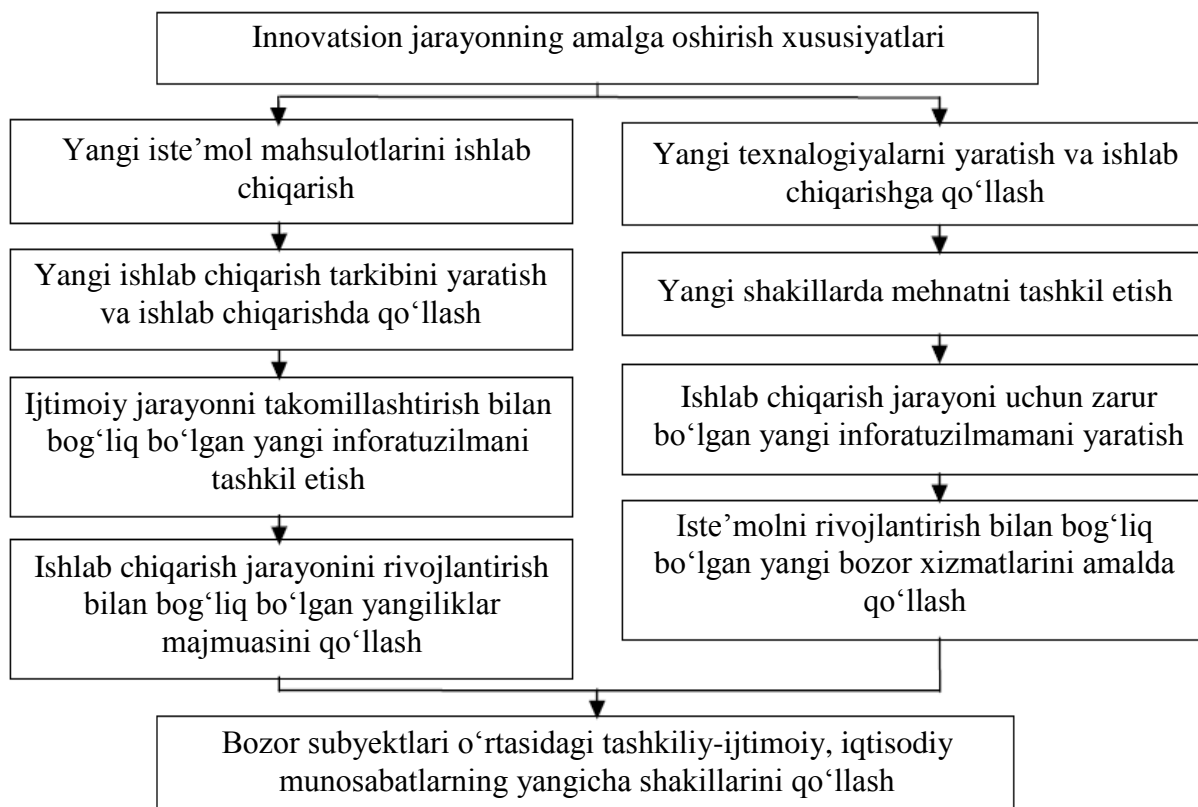 Innovatsion jarayonning amalga oshirish xususiyatlari
Yangi iste’mol mahsulotlarini ishlab
chiqarish
Yangi ishlab chiqarish tarkibini yaratish
va ishlab chiqarishda qo‘llash
Ijtimoiy jarayonni takomillashtirish bilan
bog‘liq bo‘lgan yangi inforatuzilmani
tashkil etish
Ishlab chiqarish jarayonini rivojlantirish
bilan bog‘liq bo‘lgan yangiliklar
majmuasini qo‘llash
Yangi texnalogiyalarni yaratish va ishlab
chiqarishga qo‘llash
Yangi shakillarda mehnatni tashkil etish
Ishlab chiqarish jarayoni uchun zarur
bo‘lgan yangi inforatuzilmamani yaratish
Iste’molni rivojlantirish bilan bog‘liq
bo‘lgan yangi bozor xizmatlarini amalda
qo‘llash
Bozor subyektlari o‘rtasidagi tashkiliy-ijtimoiy, iqtisodiy
munosabatlarning yangicha shakillarini qo‘llash